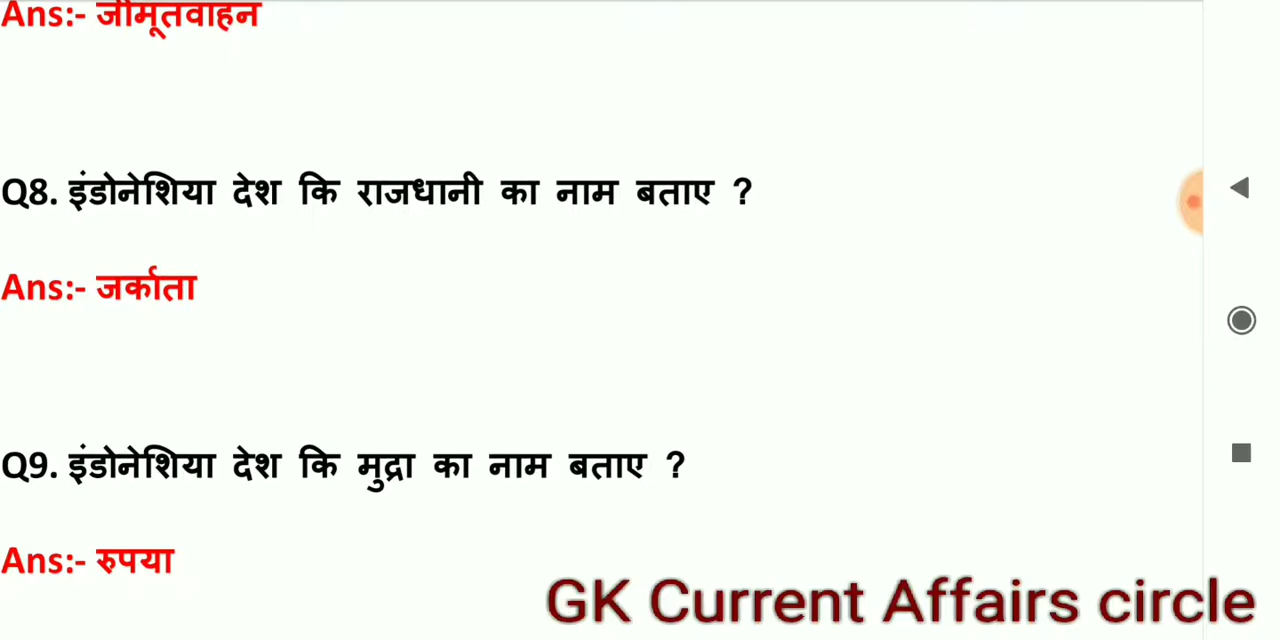 Ans:- जीमूतवाहन
Q8. इंडोनेशिया देश कि राजधानी का नाम बताए ?
Ans:- जर्काता
Q9. इंडोनेशिया देश कि मुद्रा का नाम बताए ?
Ans:- रुपया
GK Current Affairs circle